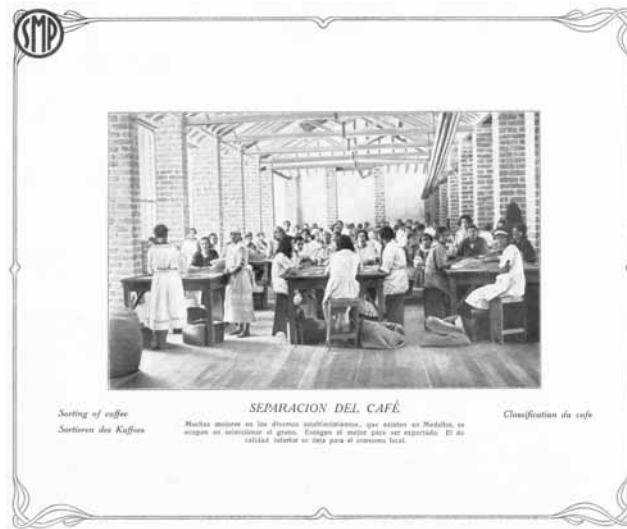 SMP
SEPARACION DEL CAFÉ
Sorting of coffee
Sortieren des Kaffees
Muchas mujeres en los diversos establecimientos, que existen en Medellín, se
ocupan en seleccionar el grano. Escogen el mejor para ser exportado. El de
calidad inferior se deja para el consumo local.
Classification du cafe